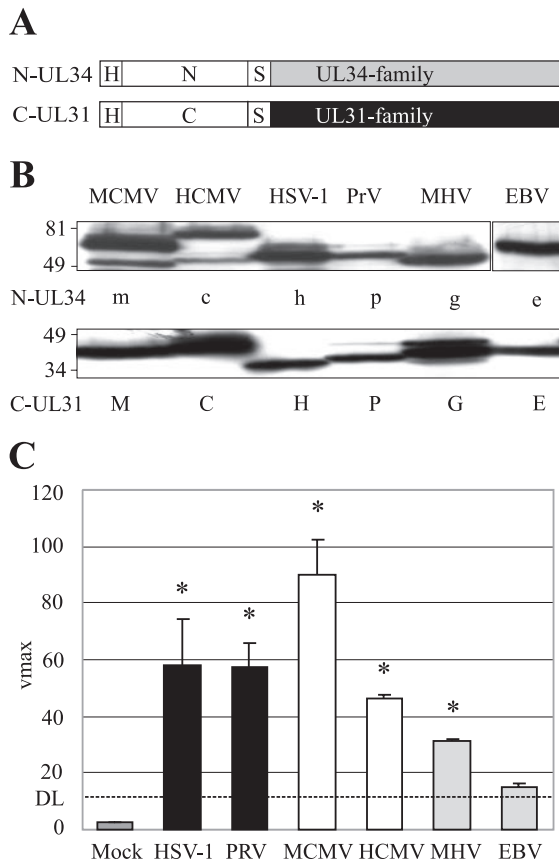 A
N-UL34 H N S UL34-family
C-UL31 H C S UL31-family
B
MCMV HCMV HSV-1 PrV MHV EBV
81
49
N-UL34 m c h p g e
49
34
C-UL31 M C H P G E
C
120
100
80
60
40
20
DL
0
vmax
* * * * *
Mock HSV-1 PRV MCMV HCMV MHV EBV